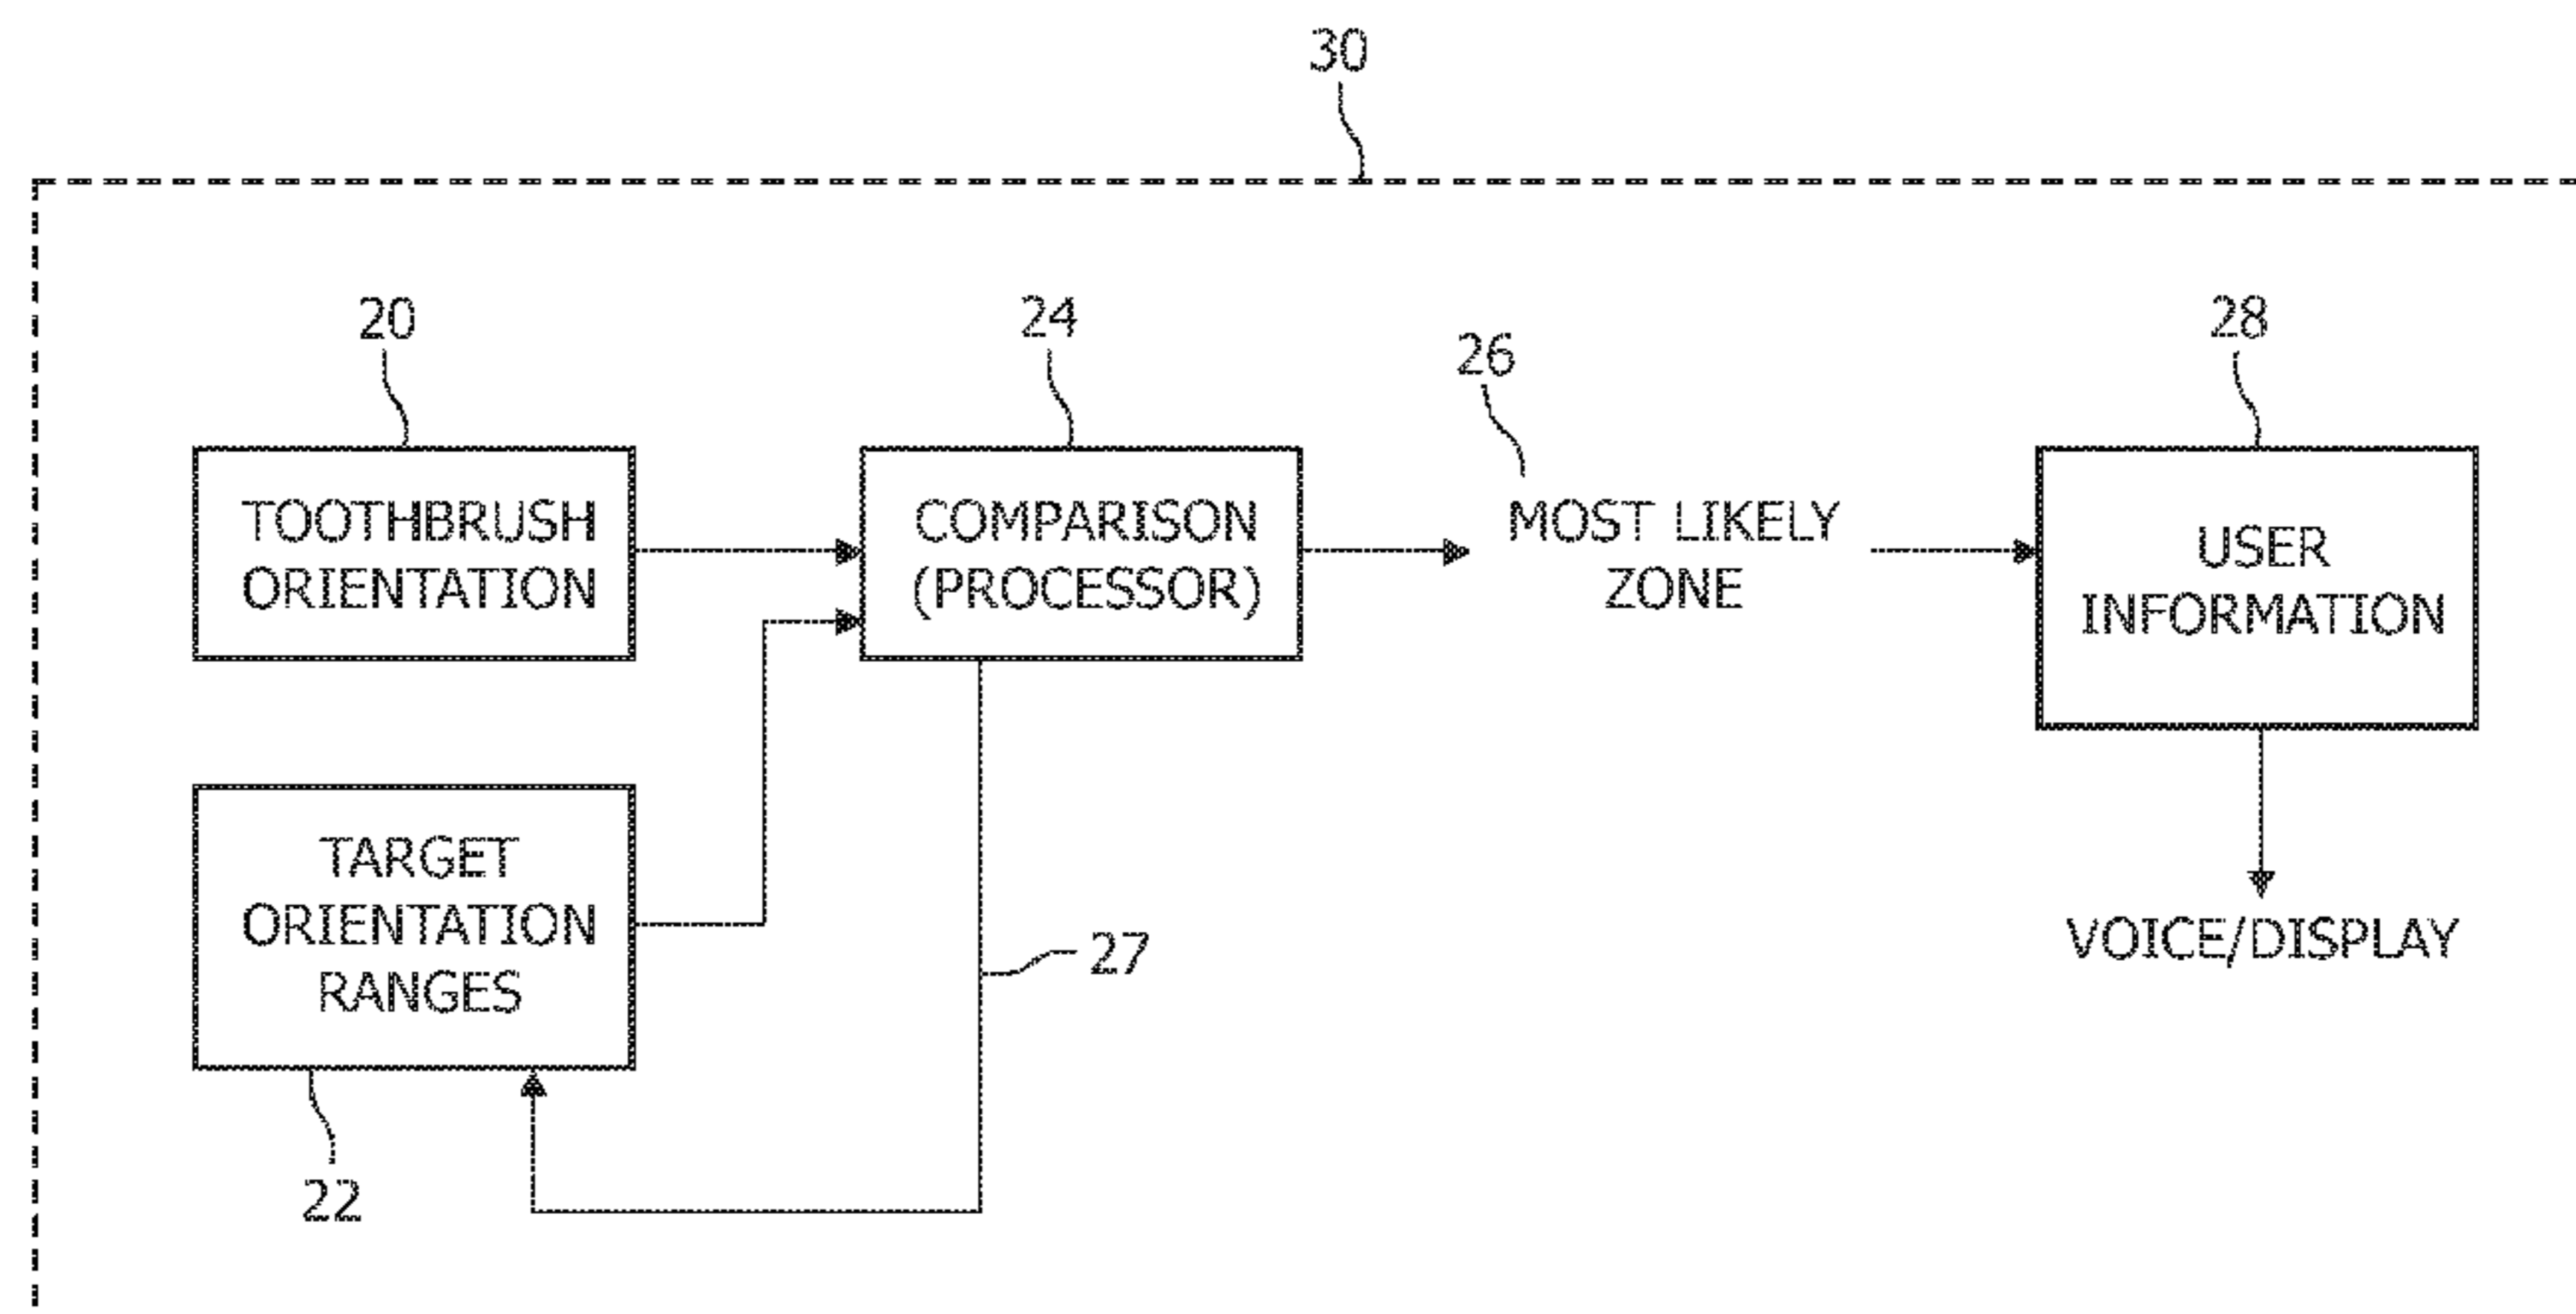 30
20
24
26
28
TOOTHBRUSH
ORIENTATION
COMPARISON
(PROCESSOR)
MOST LIKELY
ZONE
USER
INFORMATION
TARGET
ORIENTATION
RANGES
27
VOICE/DISPLAY
22